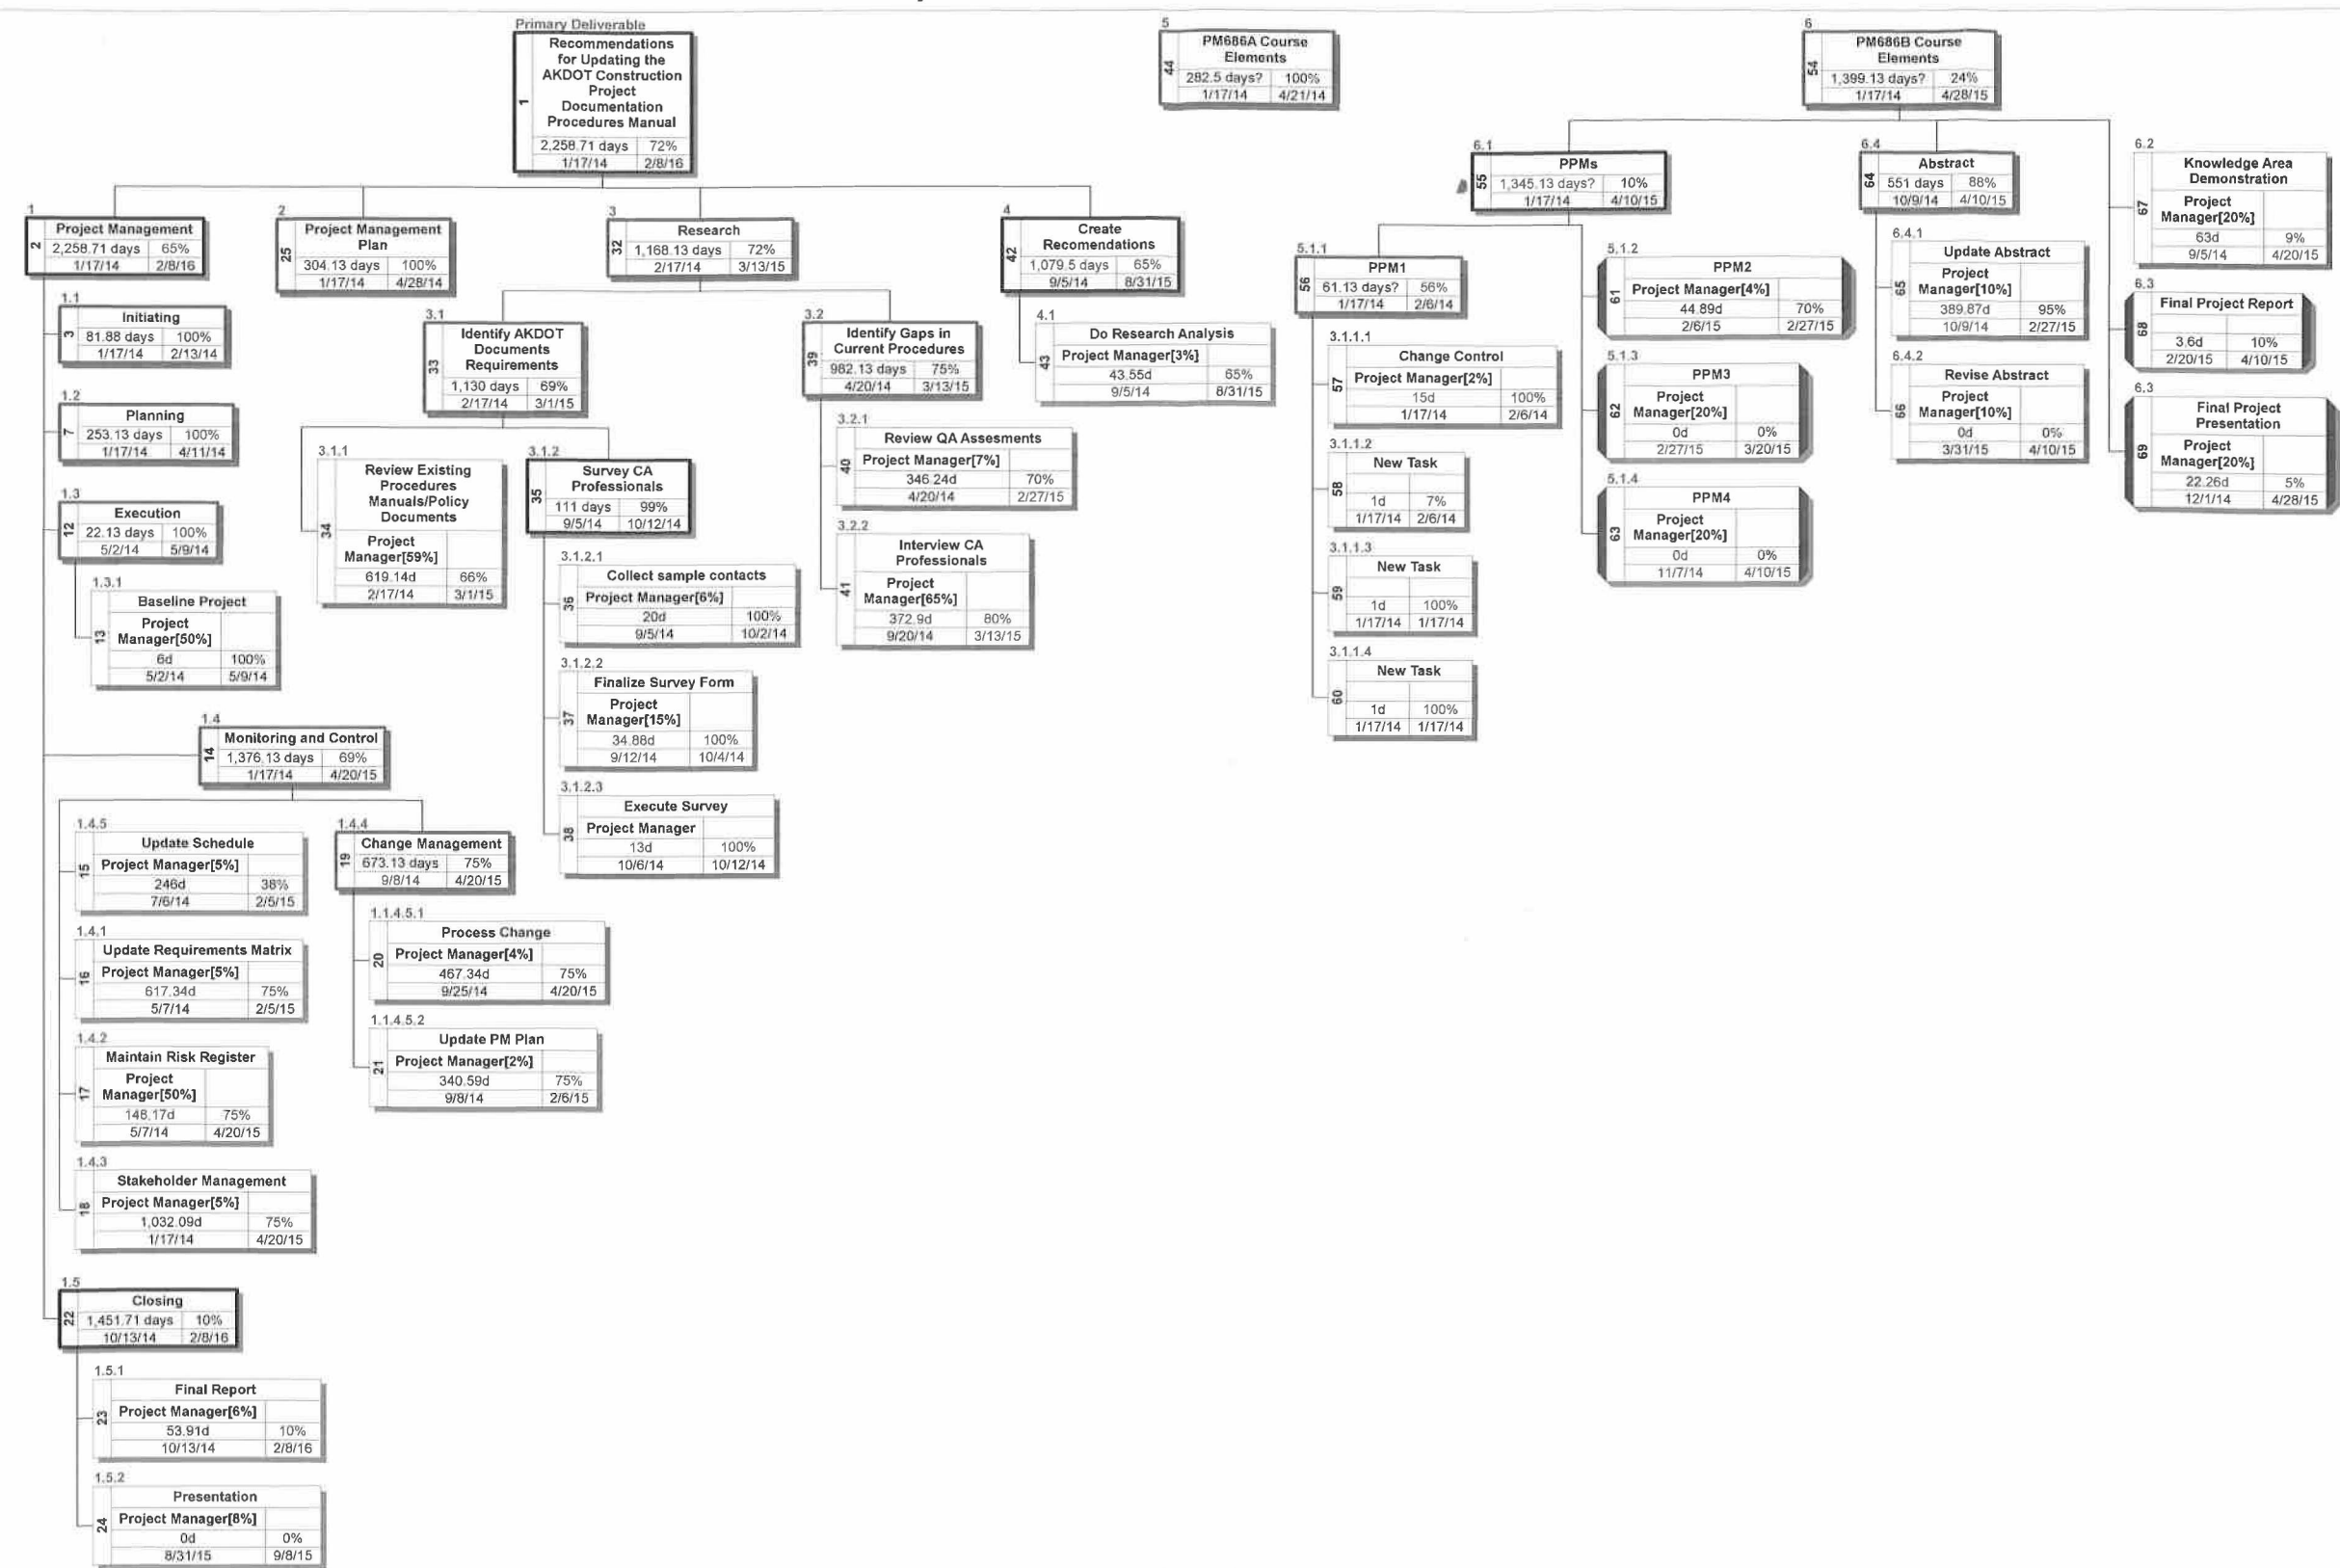 Primary Deliverable
1
Recommendations
for Updating the
AKDOT Construction
Project
Documentation
Procedures Manual
2,258.71 days 72%
1/17/14 2/8/16
1
2
Project Management
2,258.71 days 65%
1/17/14 2/8/16
1.1
3
Initiating
81.88 days 100%
1/17/14 2/13/14
1.2
7
Planning
253.13 days 100%
1/17/14 4/11/14
1.3
12
Execution
22.13 days 100%
5/2/14 5/9/14
1.3.1
13
Baseline Project
Project
Manager[50%]
6d 100%
5/2/14 5/9/14
1.4
14
Monitoring and Control
1,376.13 days 69%
1/17/14 4/20/15
1.4.5
15
Update Schedule
Project Manager[5%]
246d 38%
7/6/14 2/5/15
1.4.1
16
Update Requirements Matrix
Project Manager[5%]
617.34d 75%
5/7/14 2/5/15
1.4.2
17
Maintain Risk Register
Project
Manager[50%]
148.17d 75%
5/7/14 4/20/15
1.4.3
18
Stakeholder Management
Project Manager[5%]
1,032.09d 75%
1/17/14 4/20/15
1.4.4
19
Change Management
673.13 days 75%
9/8/14 4/20/15
1.1.4.5.1
20
Process Change
Project Manager[4%]
467.34d 75%
9/25/14 4/20/15
1.1.4.5.2
21
Update PM Plan
Project Manager[2%]
340.59d 75%
9/8/14 2/6/15
1.5
22
Closing
1,451.71 days 10%
10/13/14 2/8/16
1.5.1
23
Final Report
Project Manager[6%]
53.91d 10%
10/13/14 2/8/16
1.5.2
24
Presentation
Project Manager[8%]
0d 0%
8/31/15 9/8/15
2
25
Project Management
Plan
304.13 days 100%
1/17/14 4/28/14
3
32
Research
1,168.13 days 72%
2/17/14 3/13/15
3.1
33
Identify AKDOT
Documents
Requirements
1,130 days 69%
2/17/14 3/1/15
3.1.1
34
Review Existing
Procedures
Manuals/Policy
Documents
Project
Manager[59%]
619.14d 66%
2/17/14 3/1/15
3.1.2
35
Survey CA
Professionals
111 days 99%
9/5/14 10/12/14
3.1.2.1
36
Collect sample contacts
Project Manager[6%]
20d 100%
9/5/14 10/2/14
3.1.2.2
37
Finalize Survey Form
Project
Manager[15%]
34.88d 100%
9/12/14 10/4/14
3.1.2.3
38
Execute Survey
Project Manager
13d 100%
10/6/14 10/12/14
3.2
39
Identify Gaps in
Current Procedures
982.13 days 75%
4/20/14 3/13/15
3.2.1
40
Review QA Assesments
Project Manager[7%]
346.24d 70%
4/20/14 2/27/15
3.2.2
41
Interview CA
Professionals
Project
Manager[65%]
372.9d 80%
9/20/14 3/13/15
4
42
Create
Recomendations
1,079.5 days 65%
9/5/14 8/31/15
4.1
43
Do Research Analysis
Project Manager[3%]
43.55d 65%
9/5/14 8/31/15
5
44
PM686A Course
Elements
282.5 days? 100%
1/17/14 4/21/14
6
54
PM686B Course
Elements
1,399.13 days? 24%
1/17/14 4/28/15
6.1
55
PPMs
1,345.13 days? 10%
1/17/14 4/10/15
5.1.1
56
PPM1
61.13 days? 56%
1/17/14 2/6/14
3.1.1.1
57
Change Control
Project Manager[2%]
15d 100%
1/17/14 2/6/14
3.1.1.2
58
New Task
1d 7%
1/17/14 2/6/14
3.1.1.3
59
New Task
1d 100%
1/17/14 1/17/14
3.1.1.4
60
New Task
1d 100%
1/17/14 1/17/14
5.1.2
61
PPM2
Project Manager[4%]
44.89d 70%
2/6/15 2/27/15
5.1.3
62
PPM3
Project
Manager[20%]
0d 0%
2/27/15 3/20/15
5.1.4
63
PPM4
Project
Manager[20%]
0d 0%
11/7/14 4/10/15
6.4
64
Abstract
551 days 88%
10/9/14 4/10/15
6.4.1
65
Update Abstract
Project
Manager[10%]
389.87d 95%
10/9/14 2/27/15
6.4.2
66
Revise Abstract
Project
Manager[10%]
0d 0%
3/31/15 4/10/15
6.2
67
Knowledge Area
Demonstration
Project
Manager[20%]
63d 9%
9/5/14 4/20/15
6.3
68
Final Project Report
3.6d 10%
2/20/15 4/10/15
6.3
69
Final Project
Presentation
Project
Manager[20%]
22.26d 5%
12/1/14 4/28/15